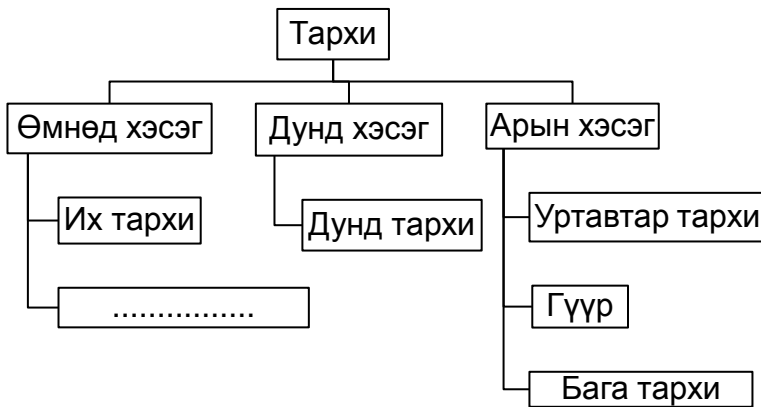 Тархи
Өмнөд хэсэг
Дунд хэсэг
Арын хэсэг
Их тархи
Дунд тархи
Уртавтар тархи
................
Гүүр
Бага тархи